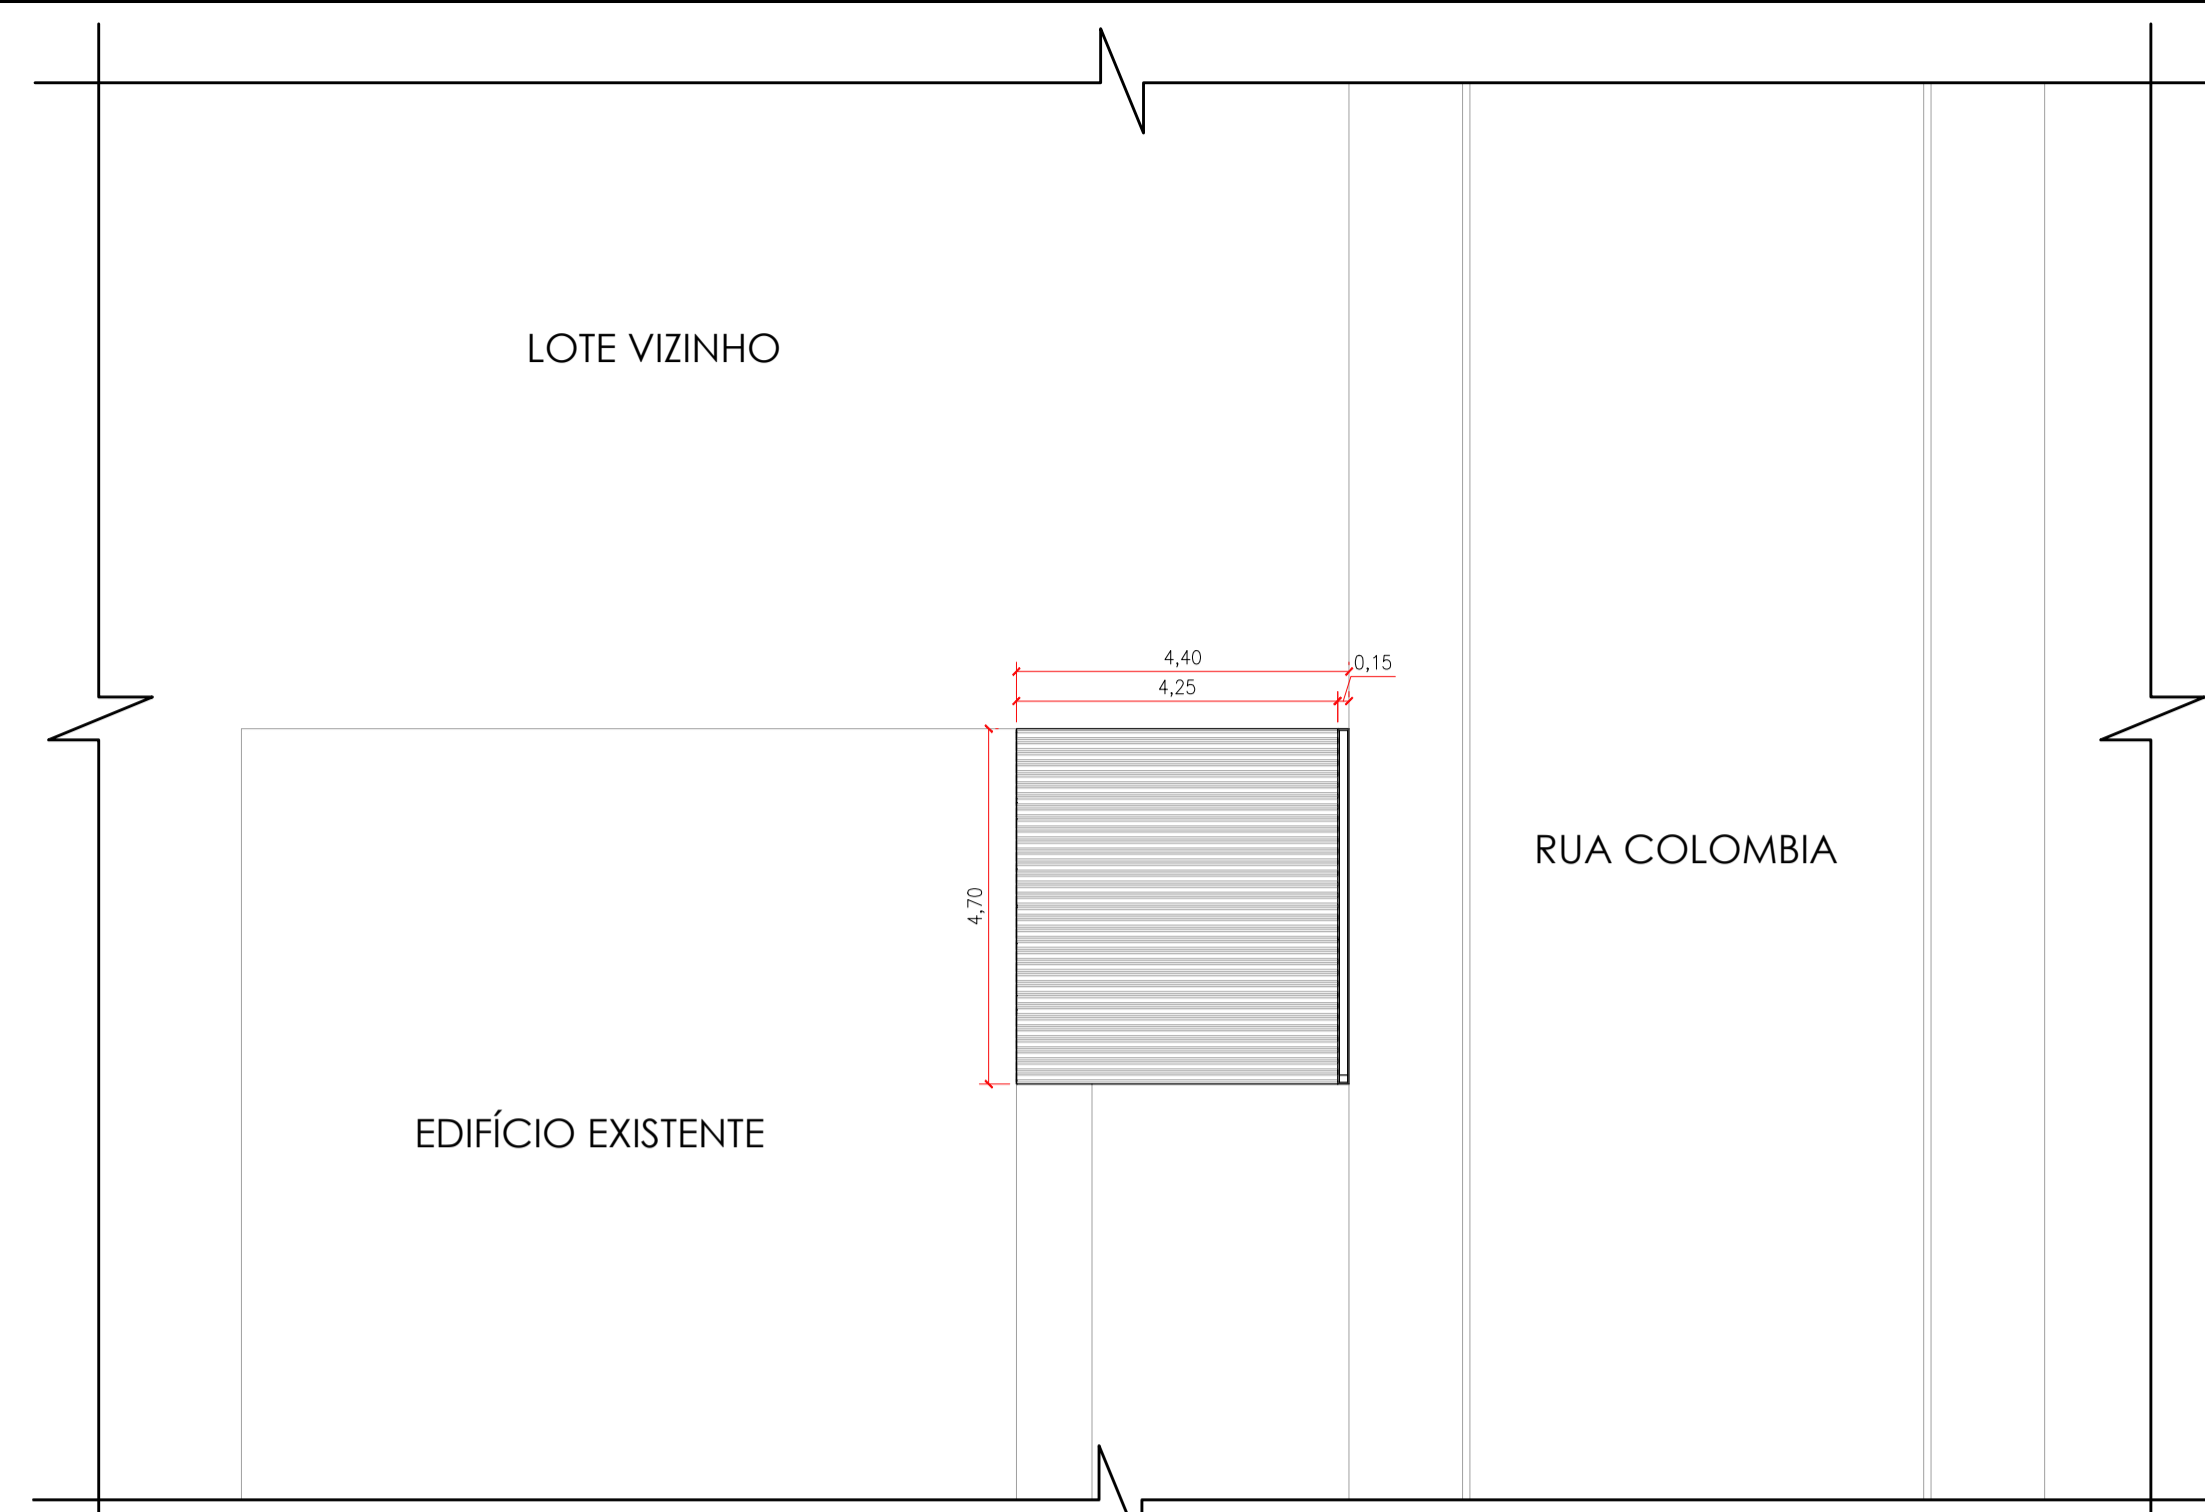 LOTE VIZINHO
4,40
0,15
4,25
RUA COLOMBIA
4,70
EDIFÍCIO EXISTENTE